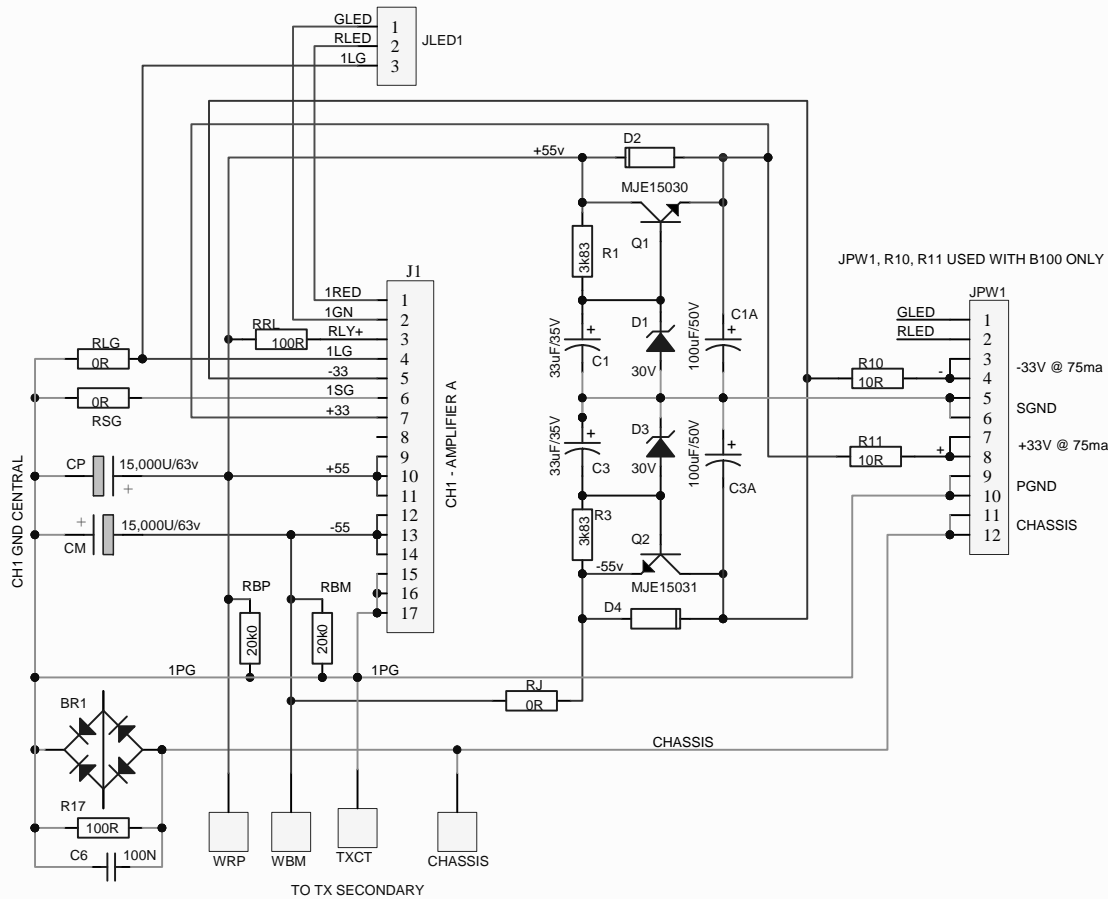 GLED
RLED
1LG
1
2
3
JLED1
+55v
D2
MJE15030
Q1
R1
3k83
JPW1, R10, R11 USED WITH B100 ONLY
J1
1RED
1GN
RLY+
1LG
-33
1SG
+33
+55
-55
RRL
100R
RLG
0R
0R
RSG
CP
15,000U/63v
+
+
15,000U/63v
CM
CH1 GND CENTRAL
1
2
3
4
5
6
7
8
9
10
11
12
13
14
15
16
17
CH1 - AMPLIFIER A
33uF/35V
+
C1
D1
30V
100uF/50V
C1A
+
33uF/35V
+
C3
D3
30V
100uF/50V
+
C3A
R3
3k83
Q2
-55v
MJE15031
D4
JPW1
GLED
RLED
1
2
3
4
5
6
7
8
9
10
11
12
R10
10R
-
R11
10R
+
-33V @ 75ma
SGND
+33V @ 75ma
PGND
CHASSIS
RBP
20k0
RBM
20k0
1PG
1PG
RJ
0R
BR1
CHASSIS
R17
100R
C6
100N
WRP
WBM
TXCT
CHASSIS
TO TX SECONDARY